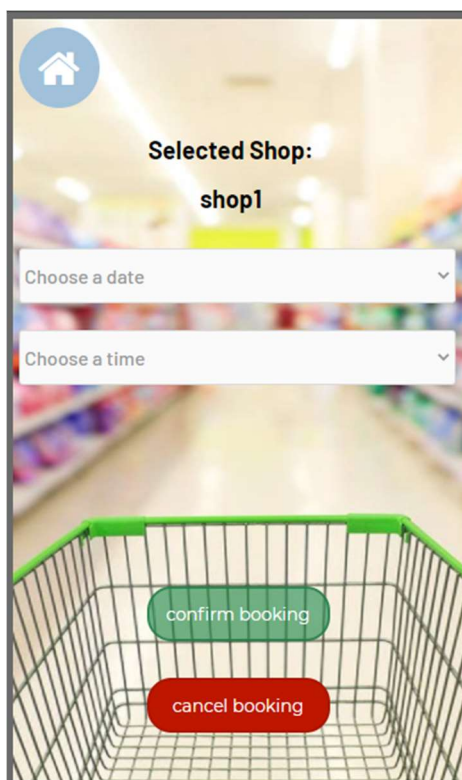 Selected Shop:
shop1
Choose a date
Choose a time
confirm booking
cancel booking